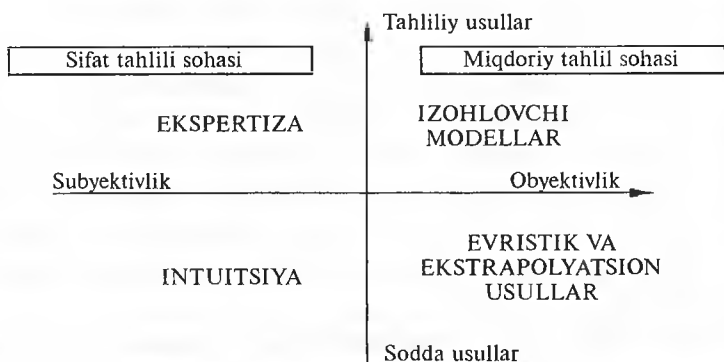 Tahliliy usullar
Sifat tahlili sohasi
Miqdoriy tahlil sohasi
EKSPERTIZA
IZOHLOVCHI
MODELLAR
Subyektivlik
Obyektivlik
INTUITSIYA
EVRISTIK VA
EKSTRAPOLYATSION
USULLAR
Sodda usullar